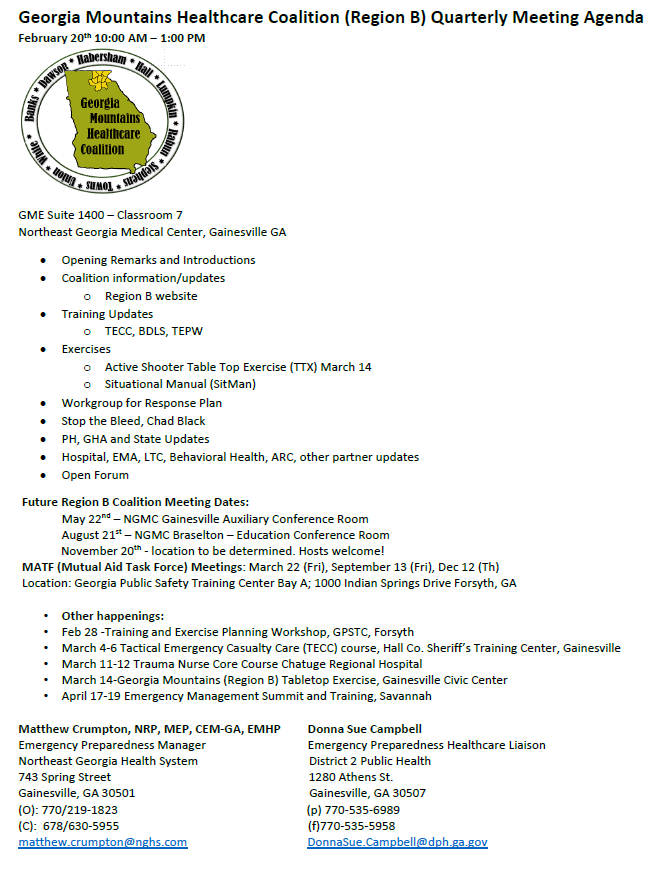 Georgia Mountains Healthcare Coalition (Region B) Quarterly Meeting Agenda
February 20th 10:00 AM – 1:00 PM
Banks * Dawson * Habersham * Hall * Lumpkin * Rabun * Stephens * Towns * Union * White *
Georgia
Mountains
Healthcare
Coalition
GME Suite 1400 – Classroom 7
Northeast Georgia Medical Center, Gainesville GA
• Opening Remarks and Introductions
• Coalition information/updates
o Region B website
• Training Updates
o TECC, BDLS, TEPW
• Exercises
o Active Shooter Table Top Exercise (TTX) March 14
o Situational Manual (SitMan)
• Workgroup for Response Plan
• Stop the Bleed, Chad Black
• PH, GHA and State Updates
• Hospital, EMA, LTC, Behavioral Health, ARC, other partner updates
• Open Forum
Future Region B Coalition Meeting Dates:
May 22nd – NGMC Gainesville Auxiliary Conference Room
August 21st – NGMC Braselton – Education Conference Room
November 20th - location to be determined. Hosts welcome!
MATF (Mutual Aid Task Force) Meetings: March 22 (Fri), September 13 (Fri), Dec 12 (Th)
Location: Georgia Public Safety Training Center Bay A; 1000 Indian Springs Drive Forsyth, GA
• Other happenings:
• Feb 28 -Training and Exercise Planning Workshop, GPSTC, Forsyth
• March 4-6 Tactical Emergency Casualty Care (TECC) course, Hall Co. Sheriff's Training Center, Gainesville
• March 11-12 Trauma Nurse Core Course Chatuge Regional Hospital
• March 14-Georgia Mountains (Region B) Tabletop Exercise, Gainesville Civic Center
• April 17-19 Emergency Management Summit and Training, Savannah
Matthew Crumpton, NRP, MEP, CEM-GA, EMHP
Emergency Preparedness Manager
Northeast Georgia Health System
743 Spring Street
Gainesville, GA 30501
(O): 770/219-1823
(C): 678/630-5955
matthew.crumpton@nghs.com
Donna Sue Campbell
Emergency Preparedness Healthcare Liaison
District 2 Public Health
1280 Athens St.
Gainesville, GA 30507
(p) 770-535-6989
(f)770-535-5958
DonnaSue.Campbell@dph.ga.gov